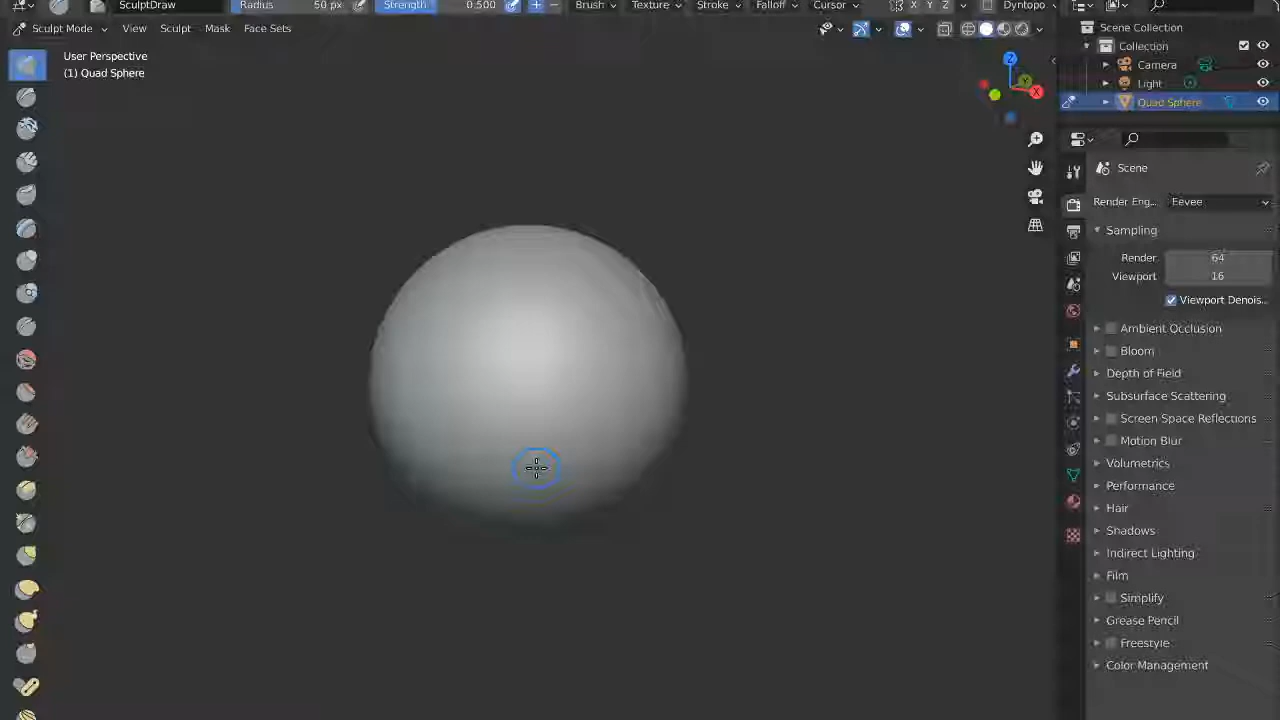 SculptDraw Radius 50 px Strength 0.500 Brush Texture Stroke Falloff Cursor X Y Z Dyntopo
Sculpt Mode View Sculpt Mask Face Sets
User Perspective
(1) Quad Sphere
Z
Y
X
Scene Collection
Collection
Camera
Light
Quad Sphere
Scene
Render Eng... Eevee
Sampling
Render 64
Viewport 16
Viewport Denois...
Ambient Occlusion
Bloom
Depth of Field
Subsurface Scattering
Screen Space Reflections
Motion Blur
Volumetrics
Performance
Hair
Shadows
Indirect Lighting
Film
Simplify
Grease Pencil
Freestyle
Color Management